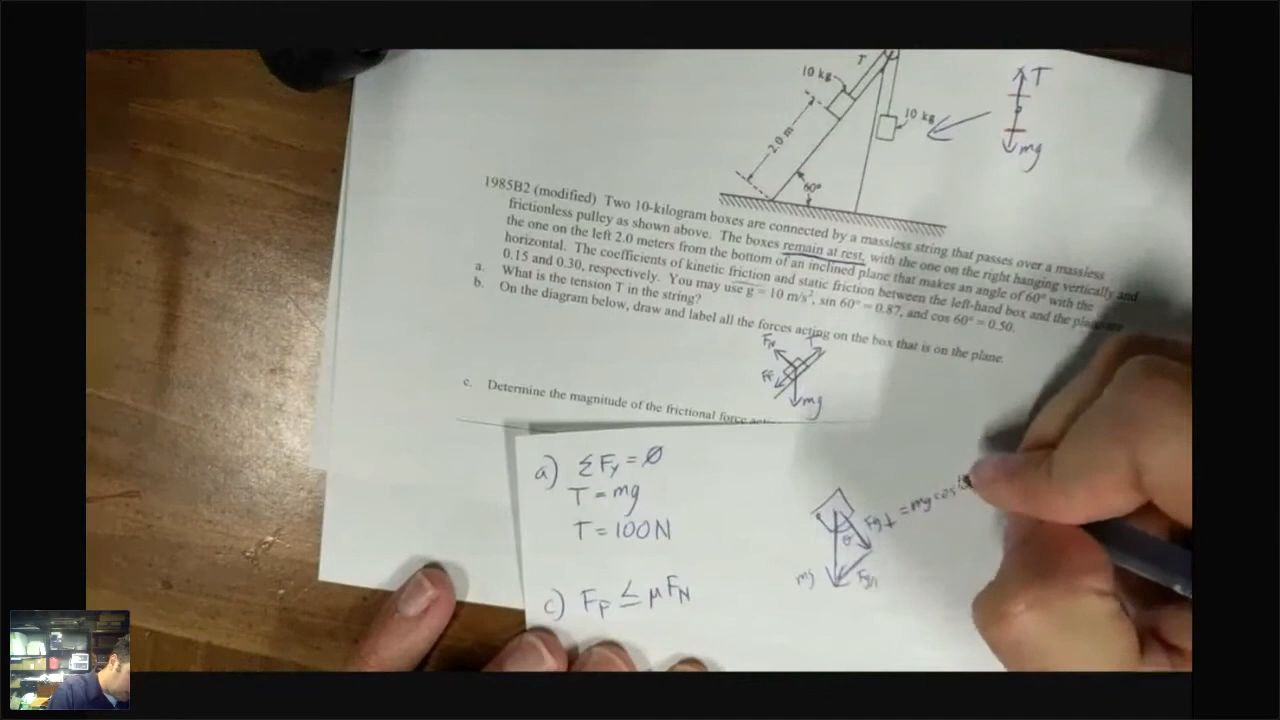 T
10 kg
10 kg
T
mg
2.0 m
60°
1985B2 (modified) Two 10-kilogram boxes are connected by a massless string that passes over a massless
frictionless pulley as shown above. The boxes remain at rest, with the one on the right hanging vertically and
the one on the left 2.0 meters from the bottom of an inclined plane that makes an angle of 60° with the
horizontal. The coefficients of kinetic friction and static friction between the left-hand box and the plane are
0.15 and 0.30, respectively. You may use g = 10 m/s², sin 60° = 0.87, and cos 60° = 0.50.
a. What is the tension T in the string?
b. On the diagram below, draw and label all the forces acting on the box that is on the plane.
FN
T
FF
mg
c. Determine the magnitude of the frictional force
a) ΣFy = Ø
T = mg
T = 100N
Fg⊥ = mg cos
θ
mg
Fg||
c) FF ≤ μFN